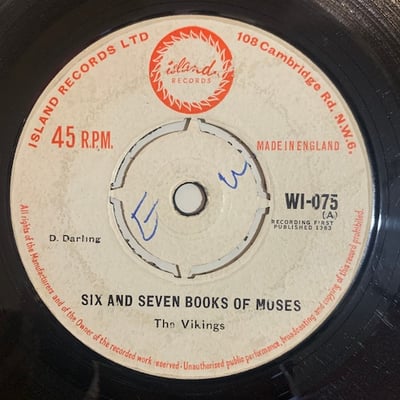 ISLAND RECORDS LTD
108 Cambridge Rd. N.W.6.
island
RECORDS
45 R.P.M.
MADE IN ENGLAND
WI-075
(A)
RECORDING FIRST
PUBLISHED 1963
E W
D. Darling
SIX AND SEVEN BOOKS OF MOSES
The Vikings
All rights of the Manufacturers and of the Owner of the recorded work reserved - Unauthorised public performance, broadcasting and copying of this recording prohibited